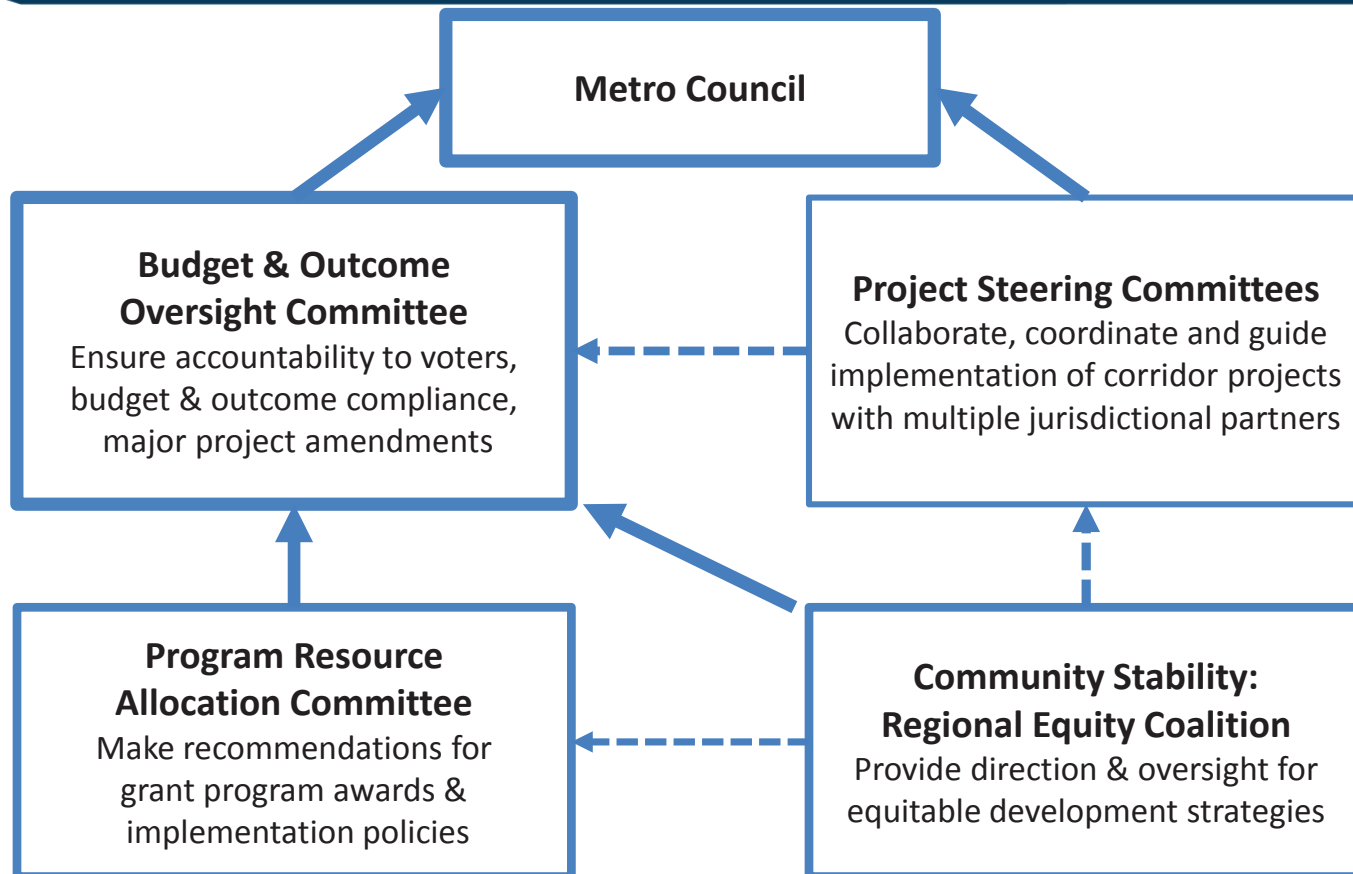 Metro Council
Budget & Outcome
Oversight Committee
Ensure accountability to voters,
budget & outcome compliance,
major project amendments
Project Steering Committees
Collaborate, coordinate and guide
implementation of corridor projects
with multiple jurisdictional partners
Program Resource
Allocation Committee
Make recommendations for
grant program awards &
implementation policies
Community Stability:
Regional Equity Coalition
Provide direction & oversight for
equitable development strategies